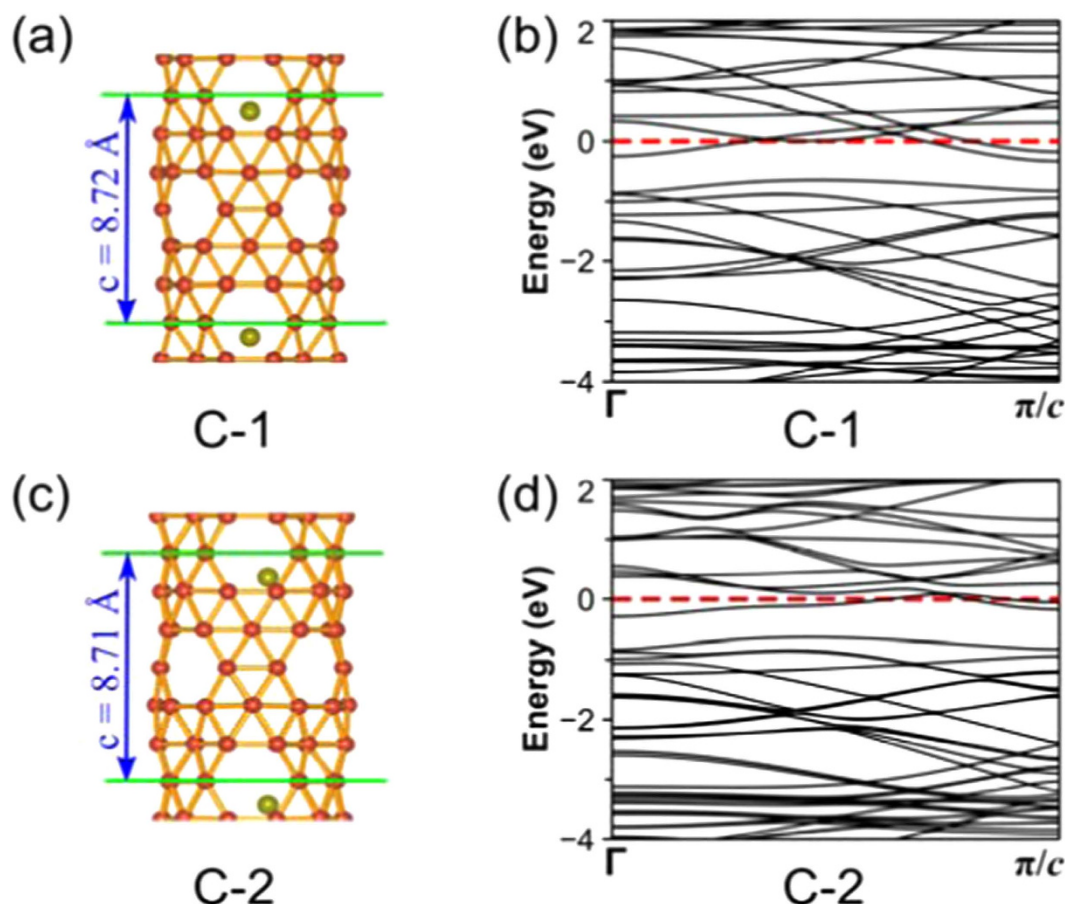 (a)
c = 8.72 Å
C-1
(b)
Energy (eV)
2
0
−2
−4
Γ
π/c
C-1
(c)
c = 8.71 Å
C-2
(d)
Energy (eV)
2
0
−2
−4
Γ
π/c
C-2